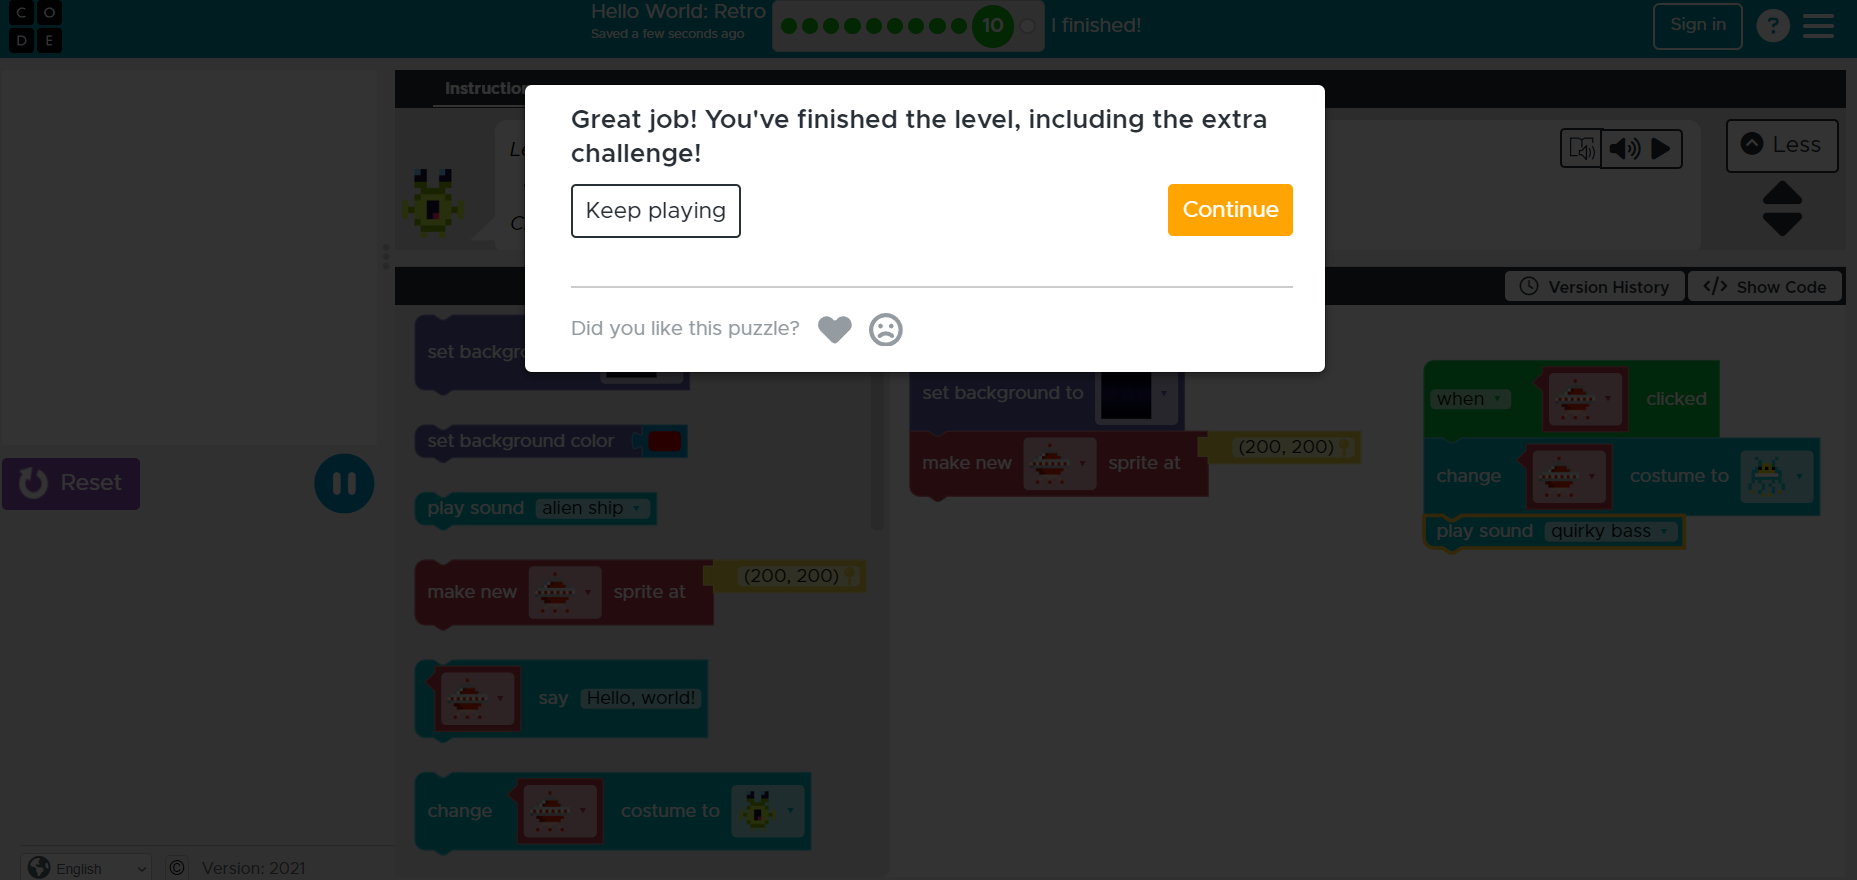 C O
D E
Hello World: Retro
Saved a few seconds ago
10
I finished!
Sign in
?
Great job! You've finished the level, including the extra
challenge!
Keep playing
Continue
Did you like this puzzle?
Less
Version History
</> Show Code
Reset
set background color
play sound alien ship
make new sprite at (200, 200)
say Hello, world!
change costume to
set background to
make new sprite at (200, 200)
when clicked
change costume to
play sound quirky bass
English
© Version: 2021